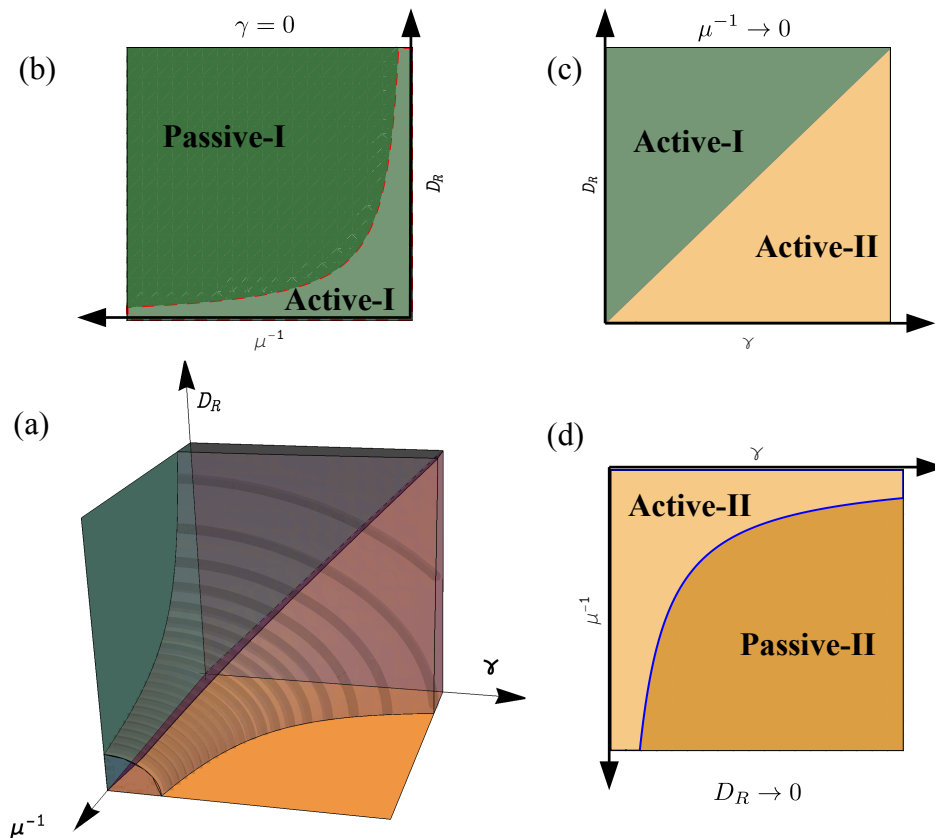 γ = 0
(b)
Passive-I
Active-I
D_R
μ⁻¹
μ⁻¹ → 0
(c)
Active-I
Active-II
D_R
γ
(a)
D_R
γ
μ⁻¹
(d)
γ
Active-II
Passive-II
μ⁻¹
D_R → 0